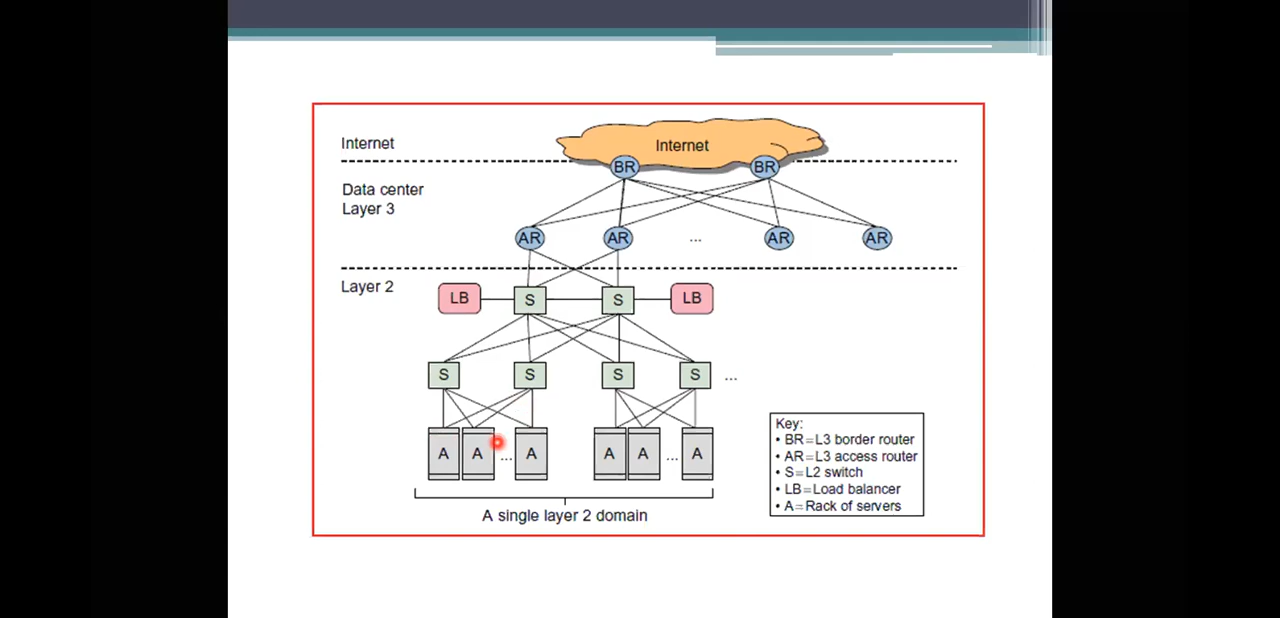 Internet
Internet
BR BR
Data center
Layer 3
AR AR ... AR AR
Layer 2
LB S S LB
S S S S ...
A A ... A A A ... A
A single layer 2 domain
Key:
• BR=L3 border router
• AR=L3 access router
• S=L2 switch
• LB=Load balancer
• A=Rack of servers